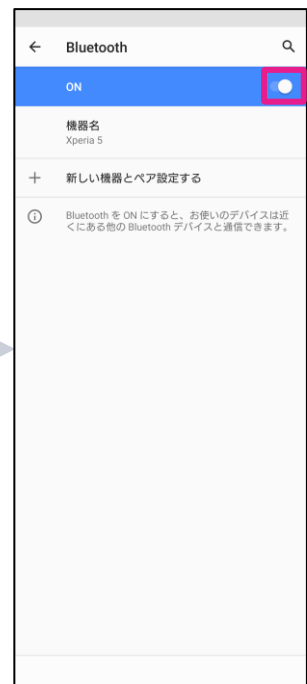 Bluetooth
ON
機器名
Xperia 5
新しい機器とペア設定する
Bluetooth を ON にすると、お使いのデバイスは近
くにある他の Bluetooth デバイスと通信できます。